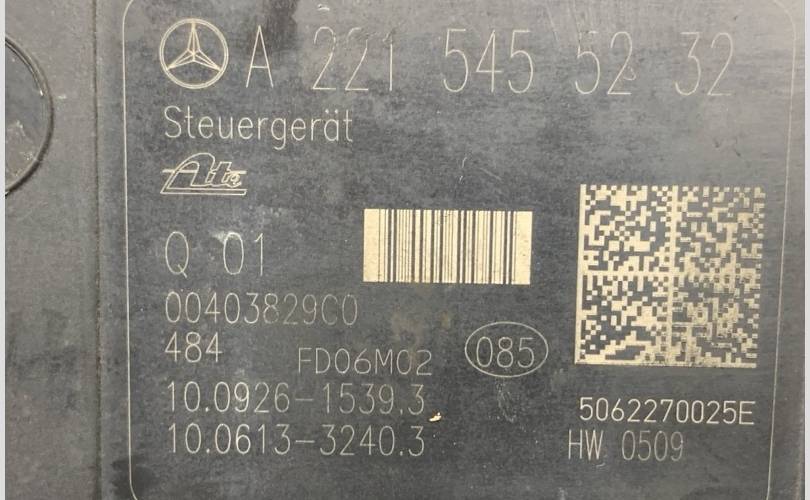 A 221 545 52 32
Steuergerät
Ate
Q 01
00403829C0
484 FD06M02 085
10.0926-1539.3
10.0613-3240.3
5062270025E
HW 0509